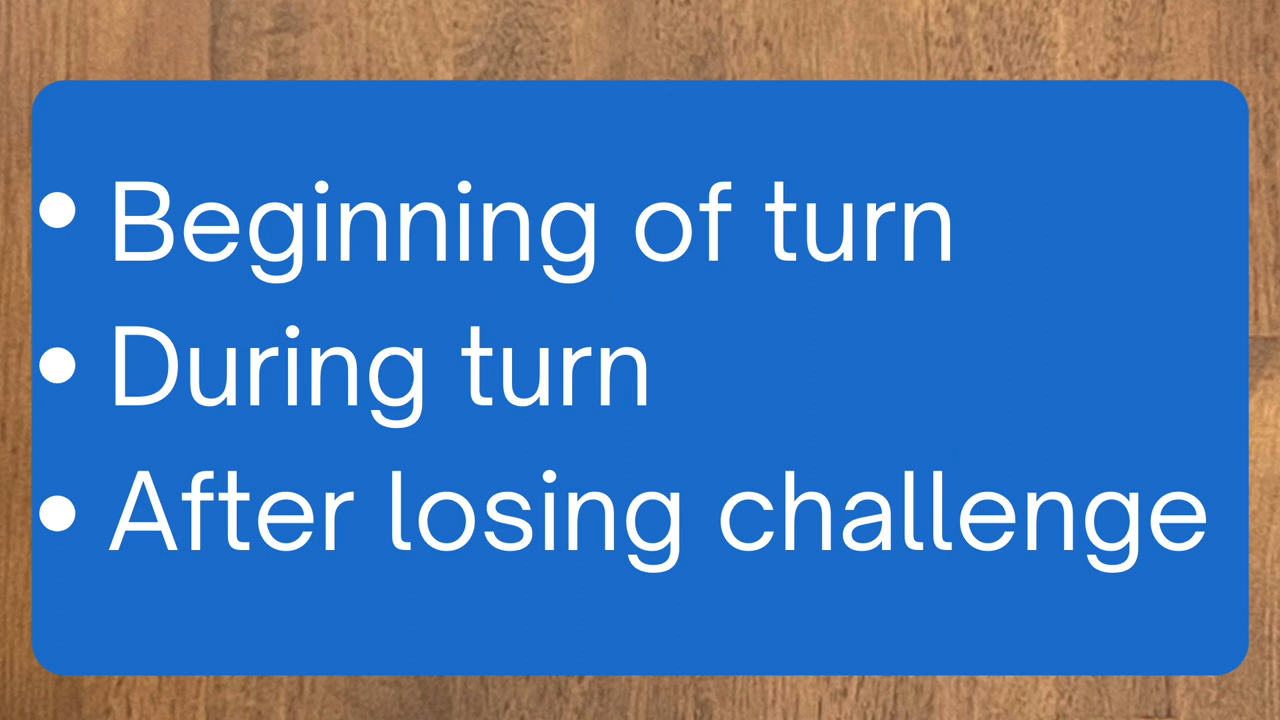 • Beginning of turn
• During turn
• After losing challenge